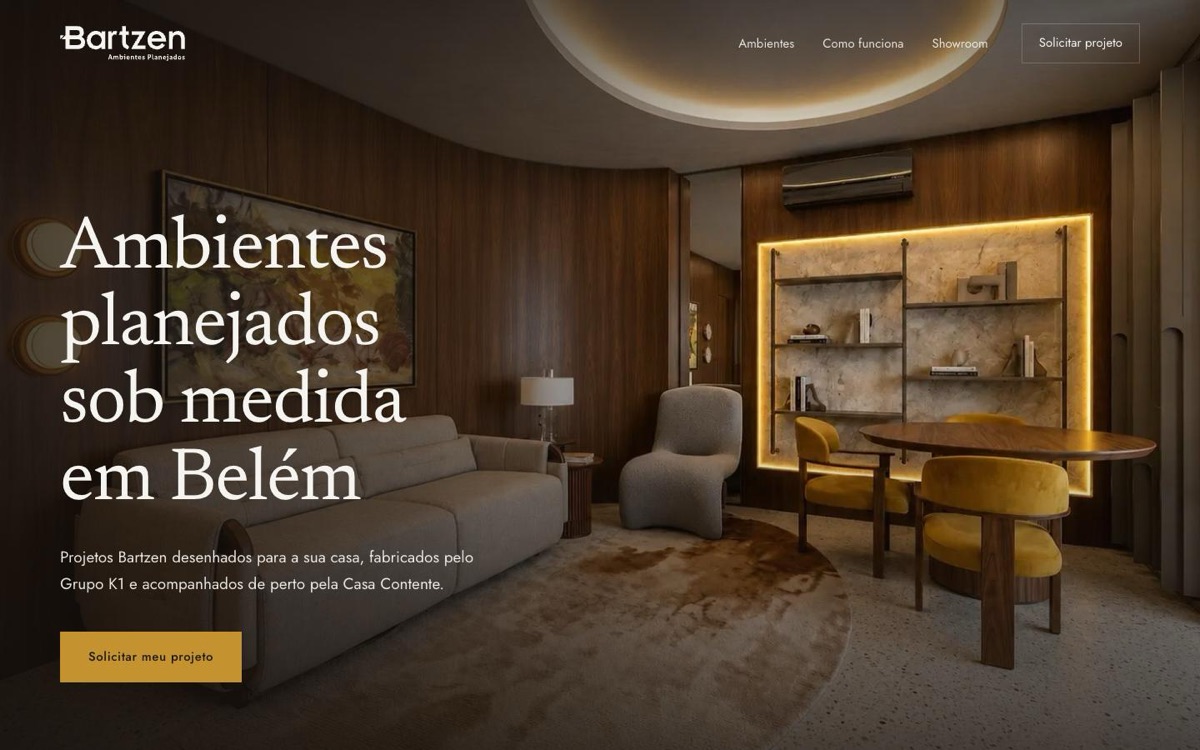 Bartzen
Ambientes Planejados
Ambientes
Como funciona
Showroom
Solicitar projeto
Ambientes
planejados
sob medida
em Belém
Projetos Bartzen desenhados para a sua casa, fabricados pelo
Grupo K1 e acompanhados de perto pela Casa Contente.
Solicitar meu projeto